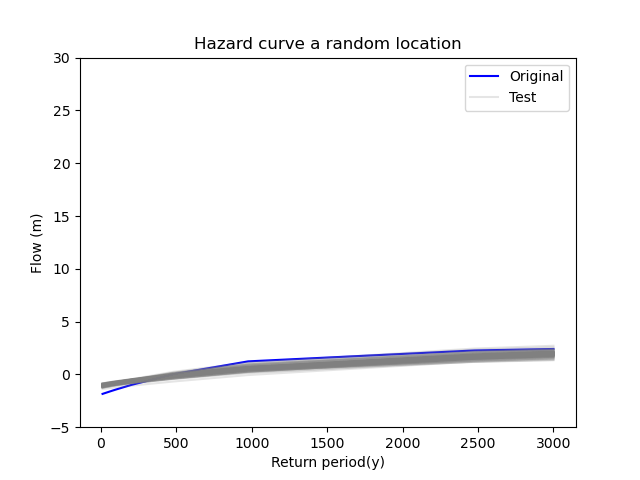 Hazard curve a random location
Original
Test
Flow (m)
30
25
20
15
10
5
0
−5
0 500 1000 1500 2000 2500 3000
Return period(y)